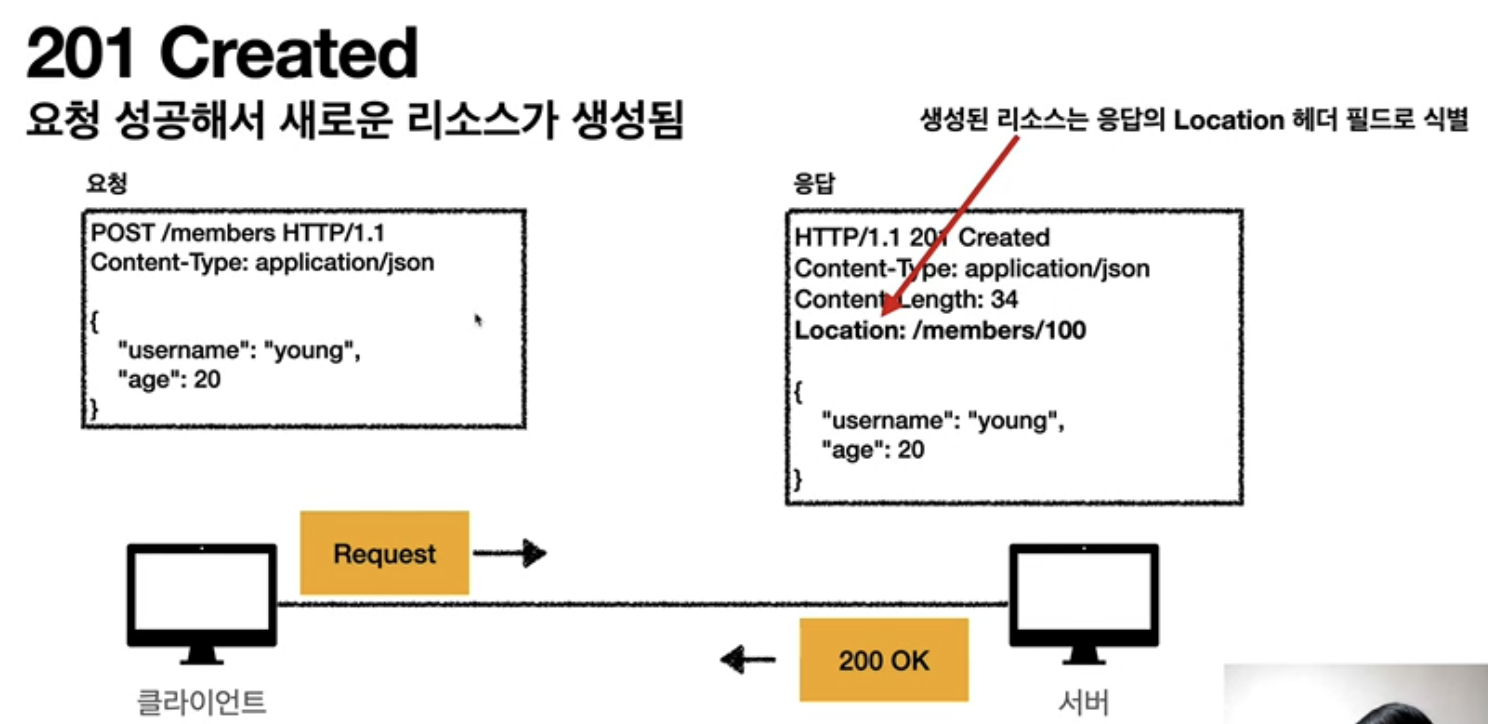 201 Created
요청 성공해서 새로운 리소스가 생성됨
생성된 리소스는 응답의 Location 헤더 필드로 식별
요청
POST /members HTTP/1.1
Content-Type: application/json
{
"username": "young",
"age": 20
}
응답
HTTP/1.1 201 Created
Content-Type: application/json
Content-Length: 34
Location: /members/100
{
"username": "young",
"age": 20
}
Request
200 OK
클라이언트
서버